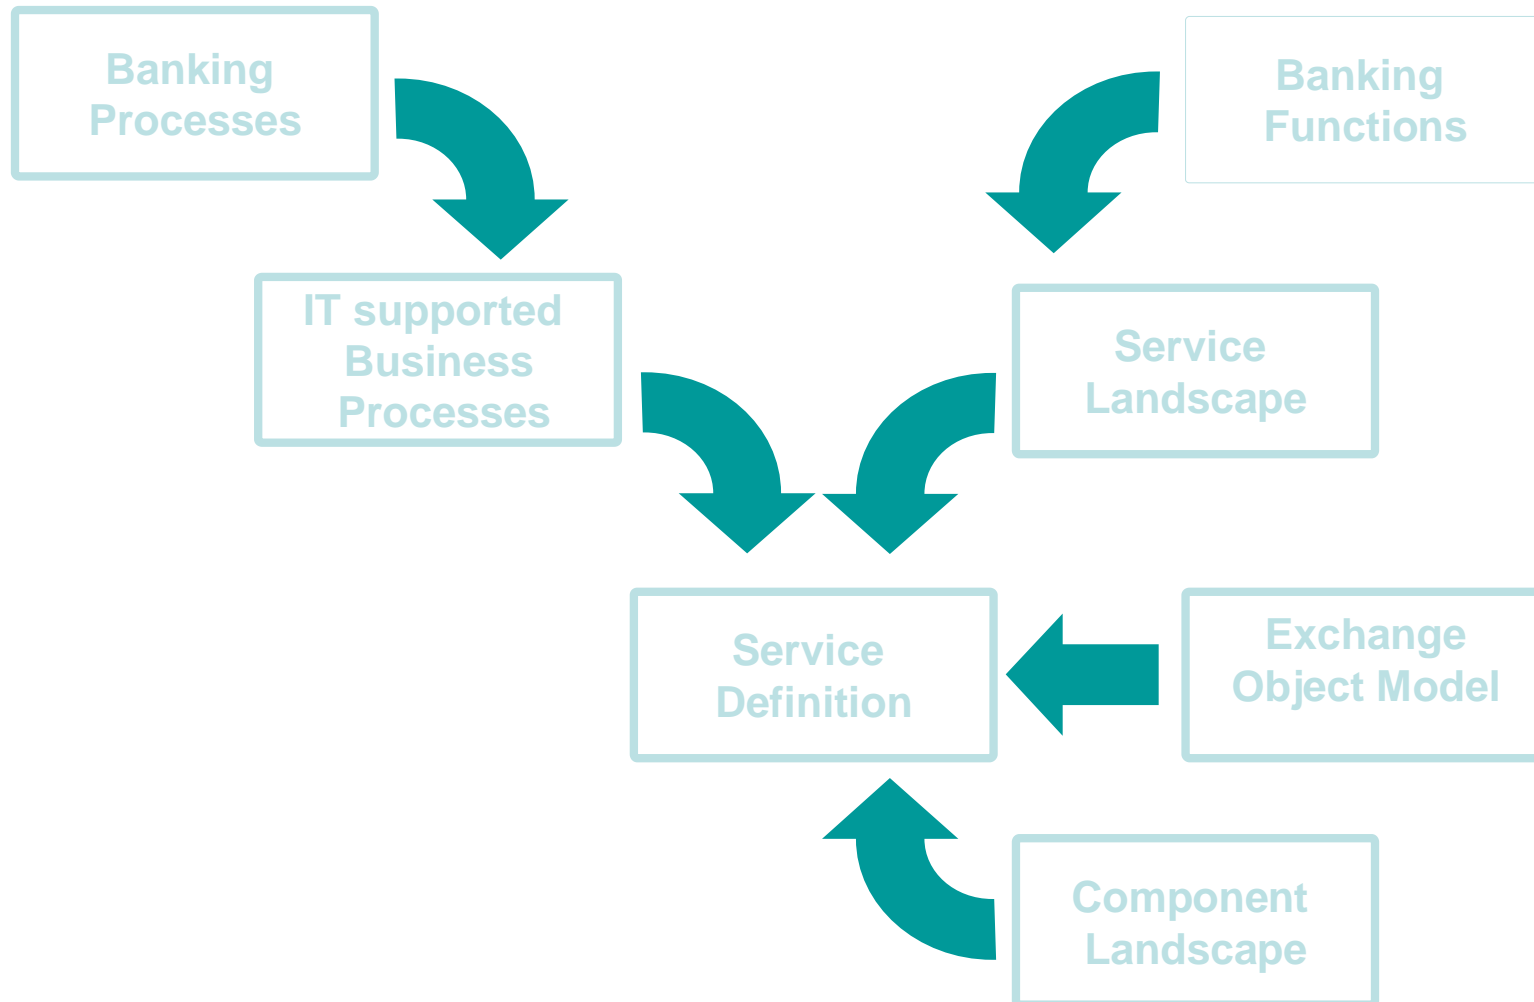 Banking
Processes
Banking
Functions
IT supported
Business
Processes
Service
Landscape
Service
Definition
Exchange
Object Model
Component
Landscape